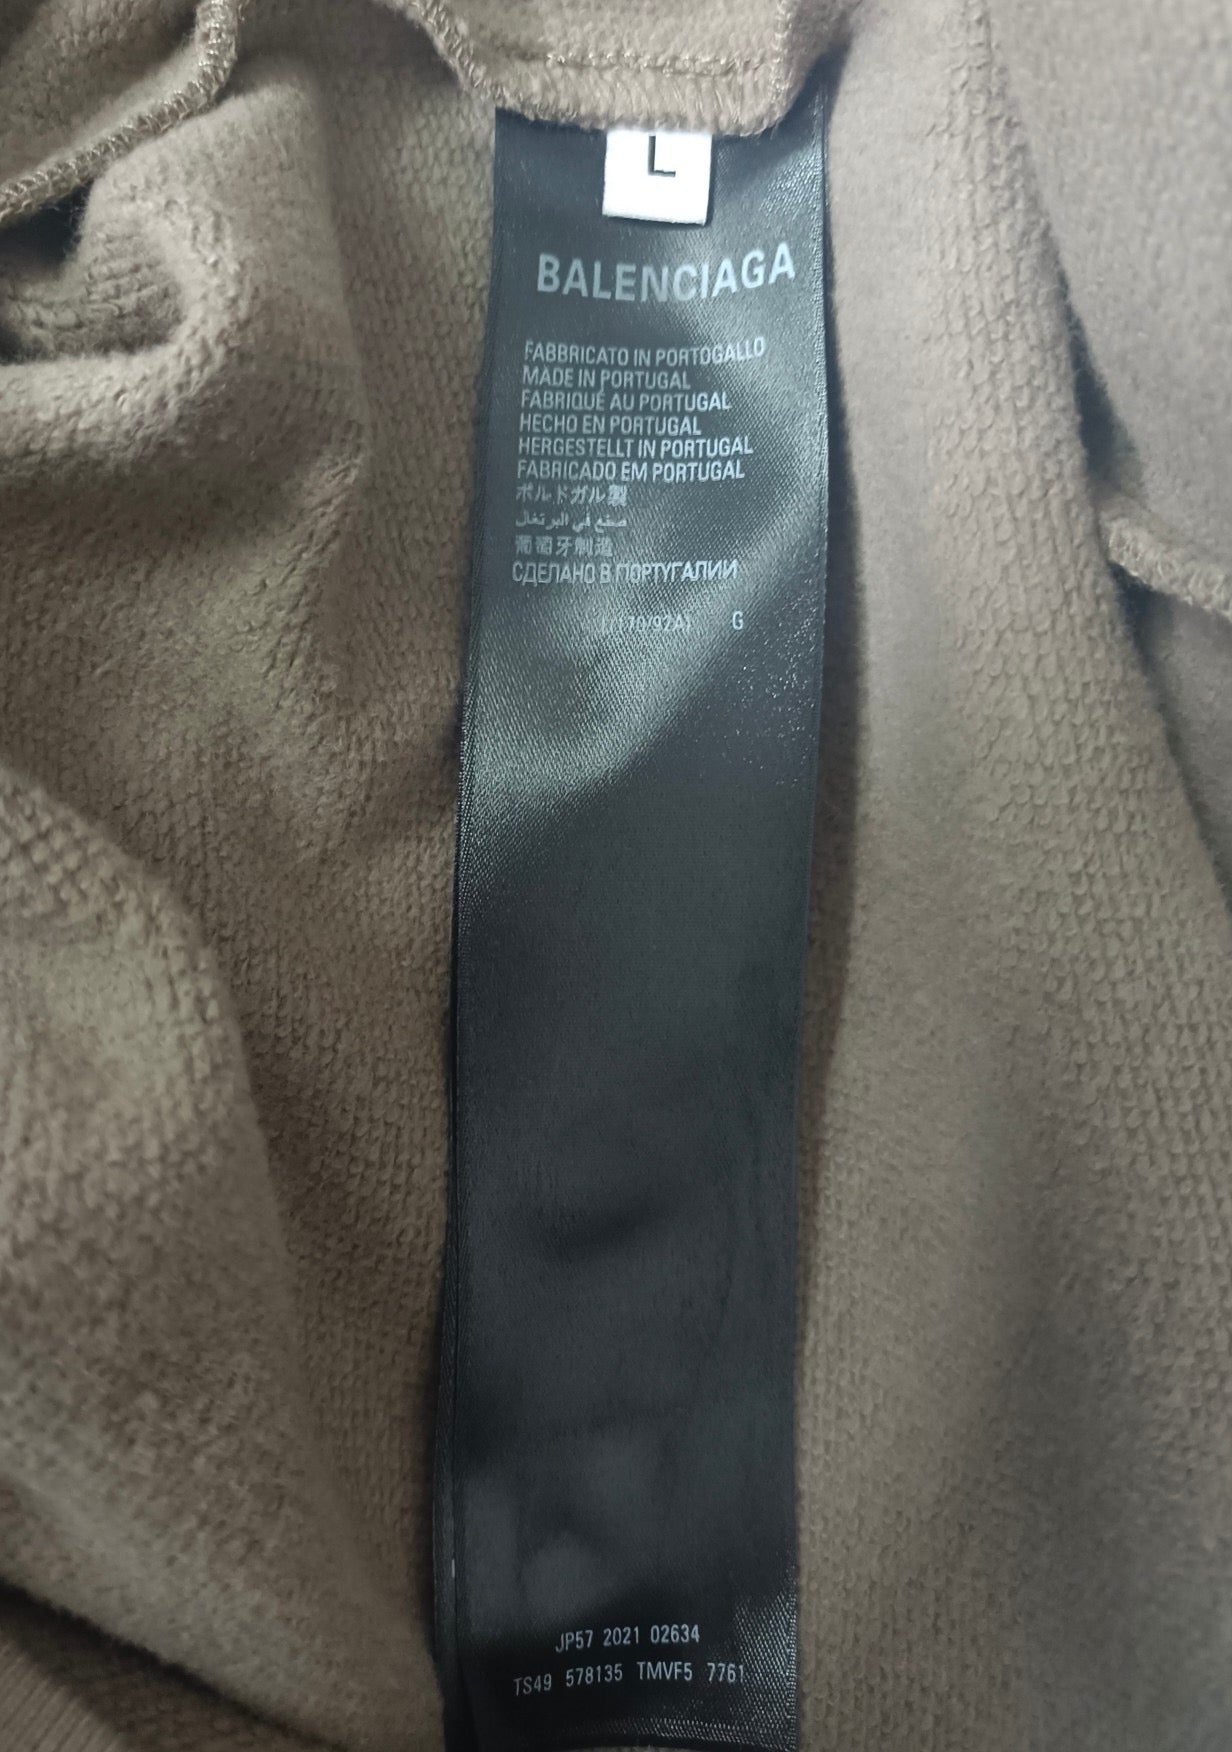 L
BALENCIAGA
FABBRICATO IN PORTOGALLO
MADE IN PORTUGAL
FABRIQUÉ AU PORTUGAL
HECHO EN PORTUGAL
HERGESTELLT IN PORTUGAL
FABRICADO EM PORTUGAL
ポルトガル製
صنع في البرتغال
葡萄牙制造
СДЕЛАНО В ПОРТУГАЛИИ
G
JP57 2021 02634
TS49 578135 TMVF5 7761